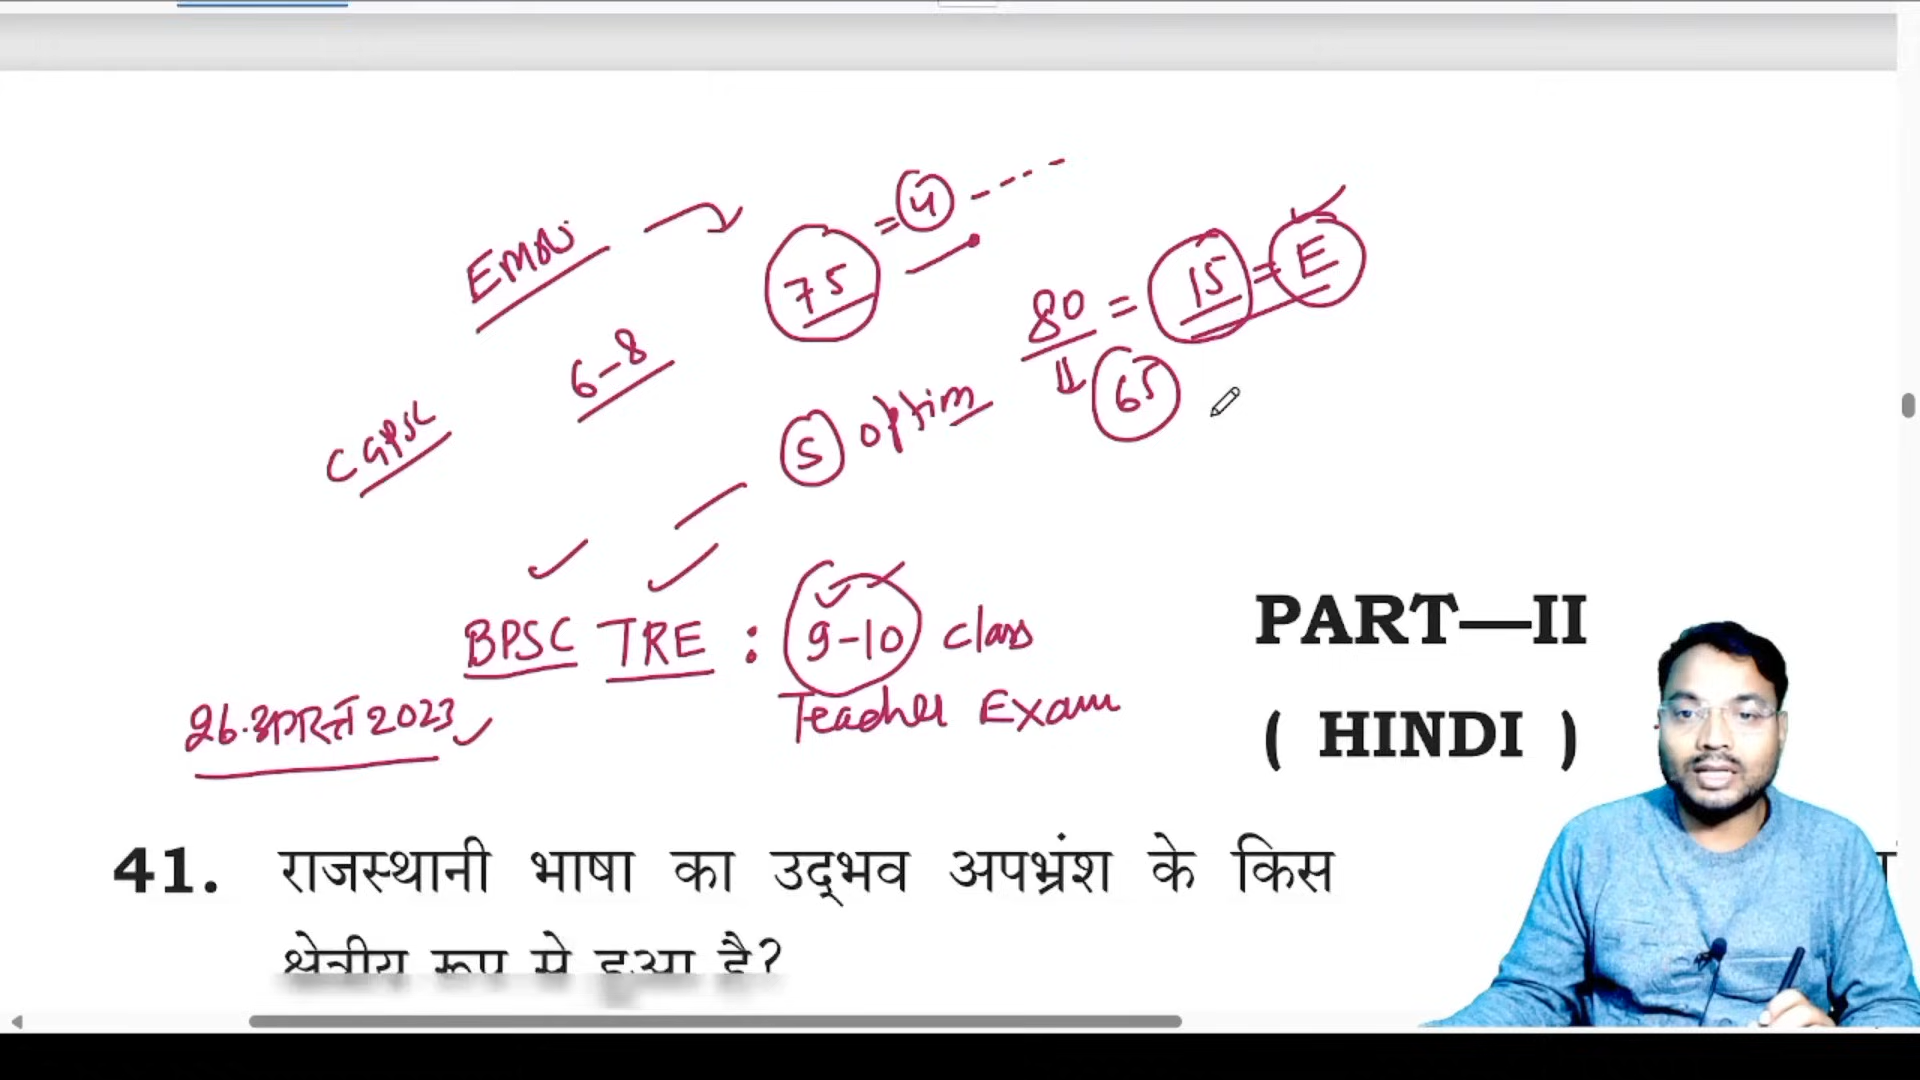 EMRS 75 = 4
80 = 15 = E
65
6-8
CGPSC
5 option
BPSC TRE : 9-10 class
Teacher Exam
26.अगस्त 2023
PART—II
( HINDI )
41. राजस्थानी भाषा का उद्‌भव अपभ्रंश के किस
क्षेत्रीय रूप से हुआ है?